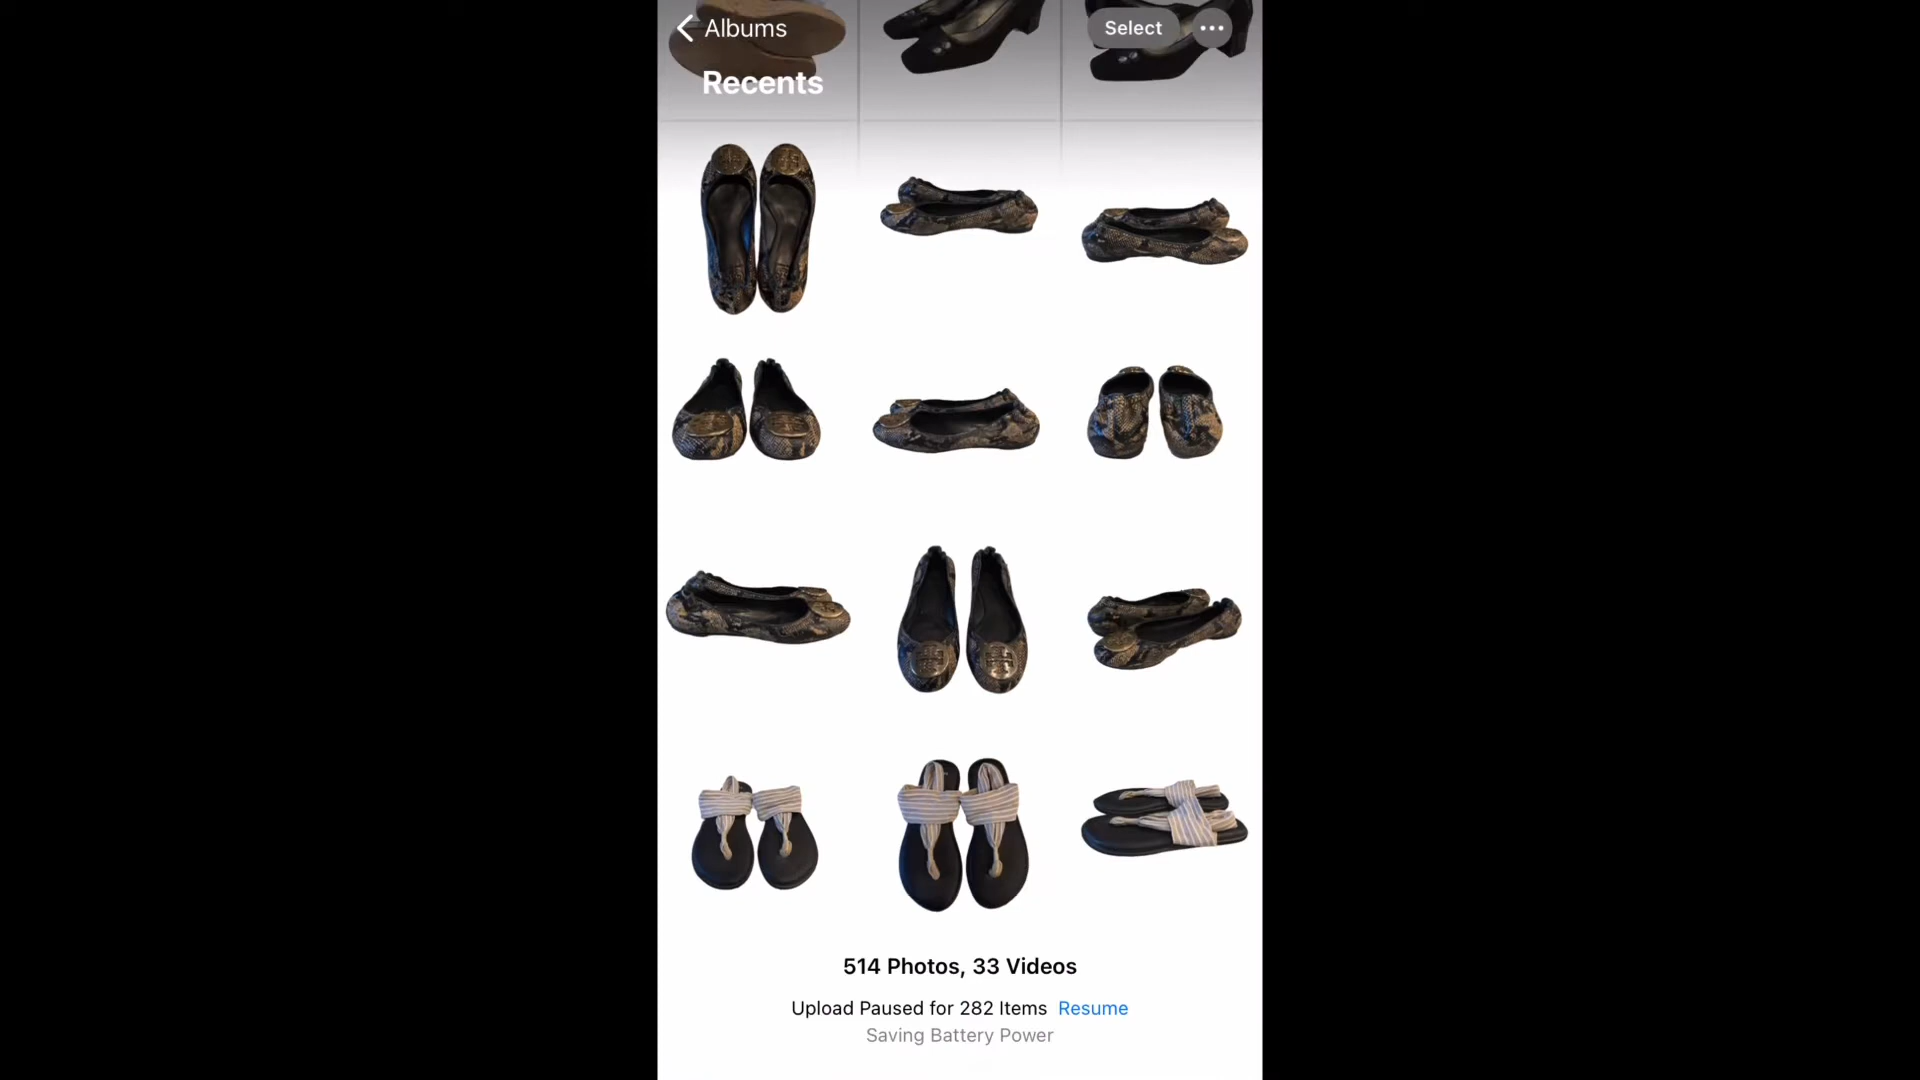 Albums
Select
Recents
514 Photos, 33 Videos
Upload Paused for 282 Items Resume
Saving Battery Power